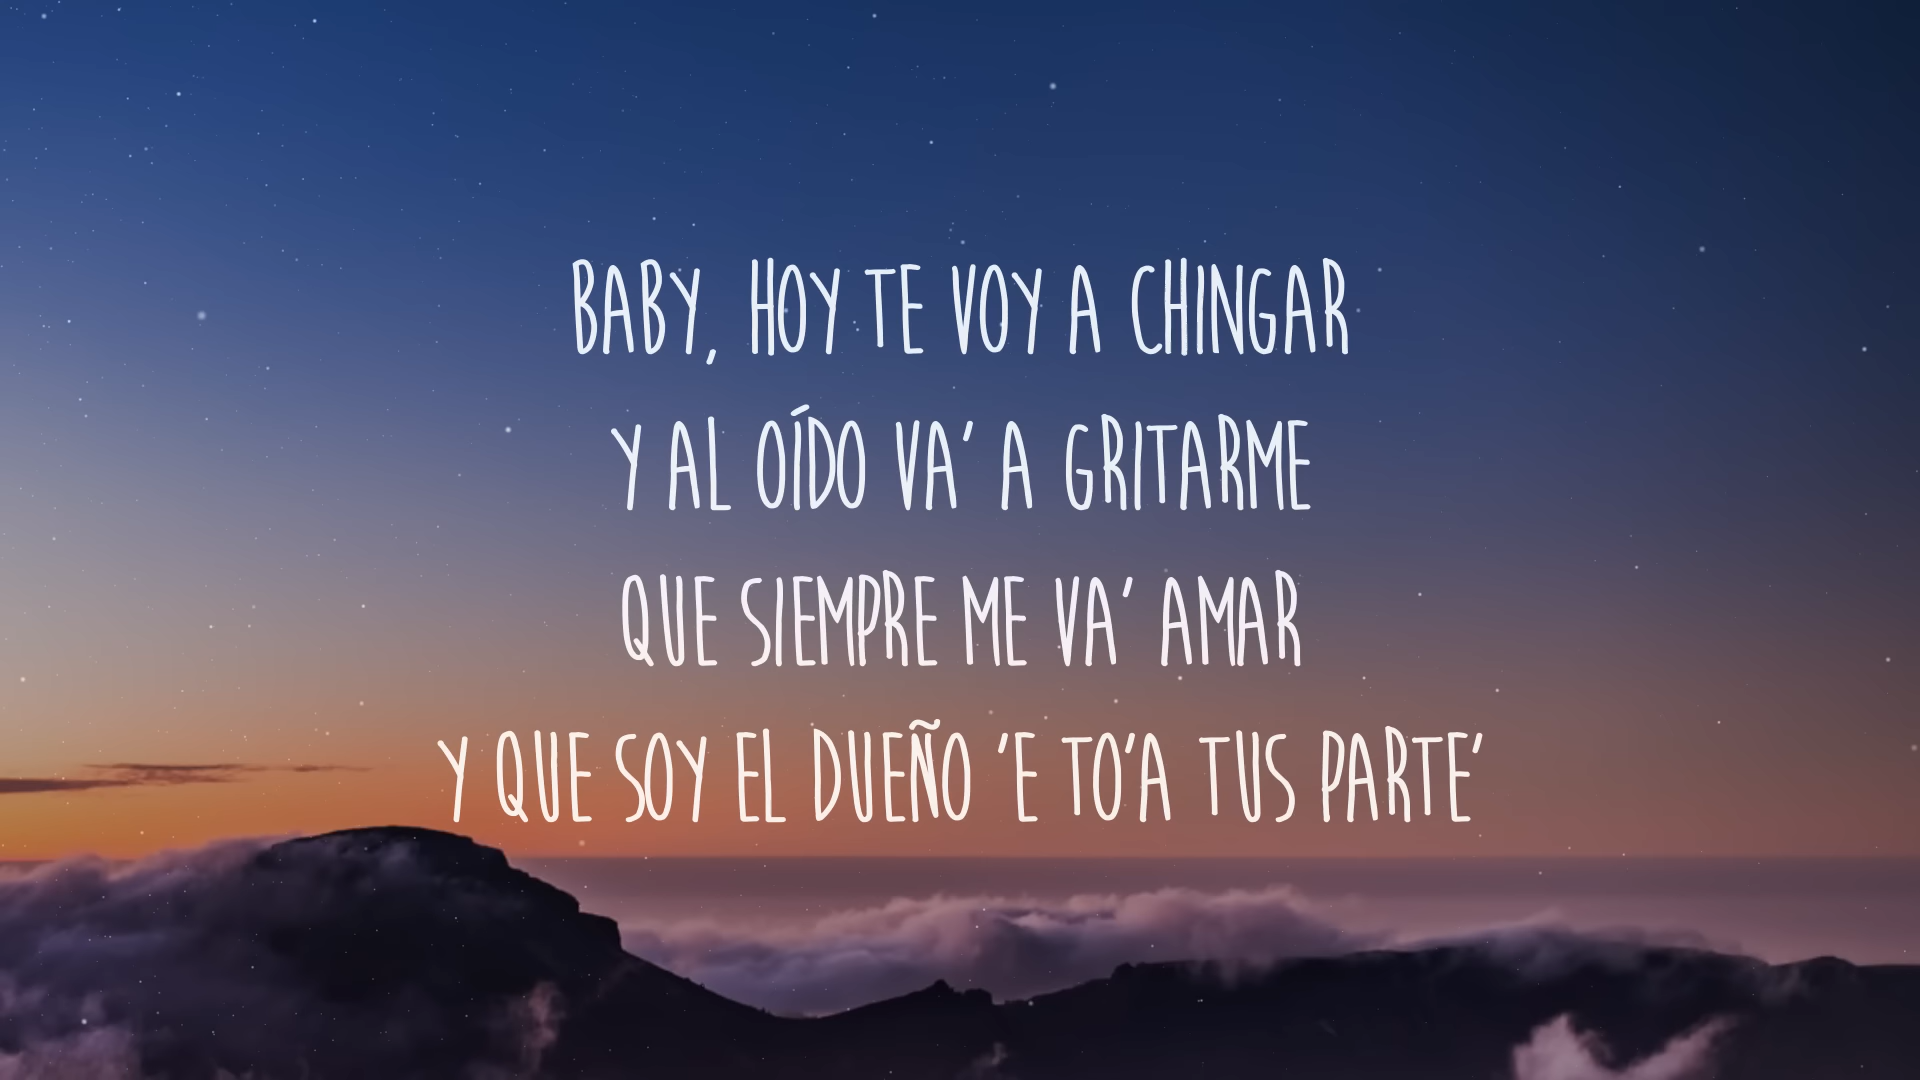 BABY, HOY TE VOY A CHINGAR
Y AL OÍDO VA' A GRITARME
QUE SIEMPRE ME VA' AMAR
Y QUE SOY EL DUEÑO 'E TO'A TUS PARTE'